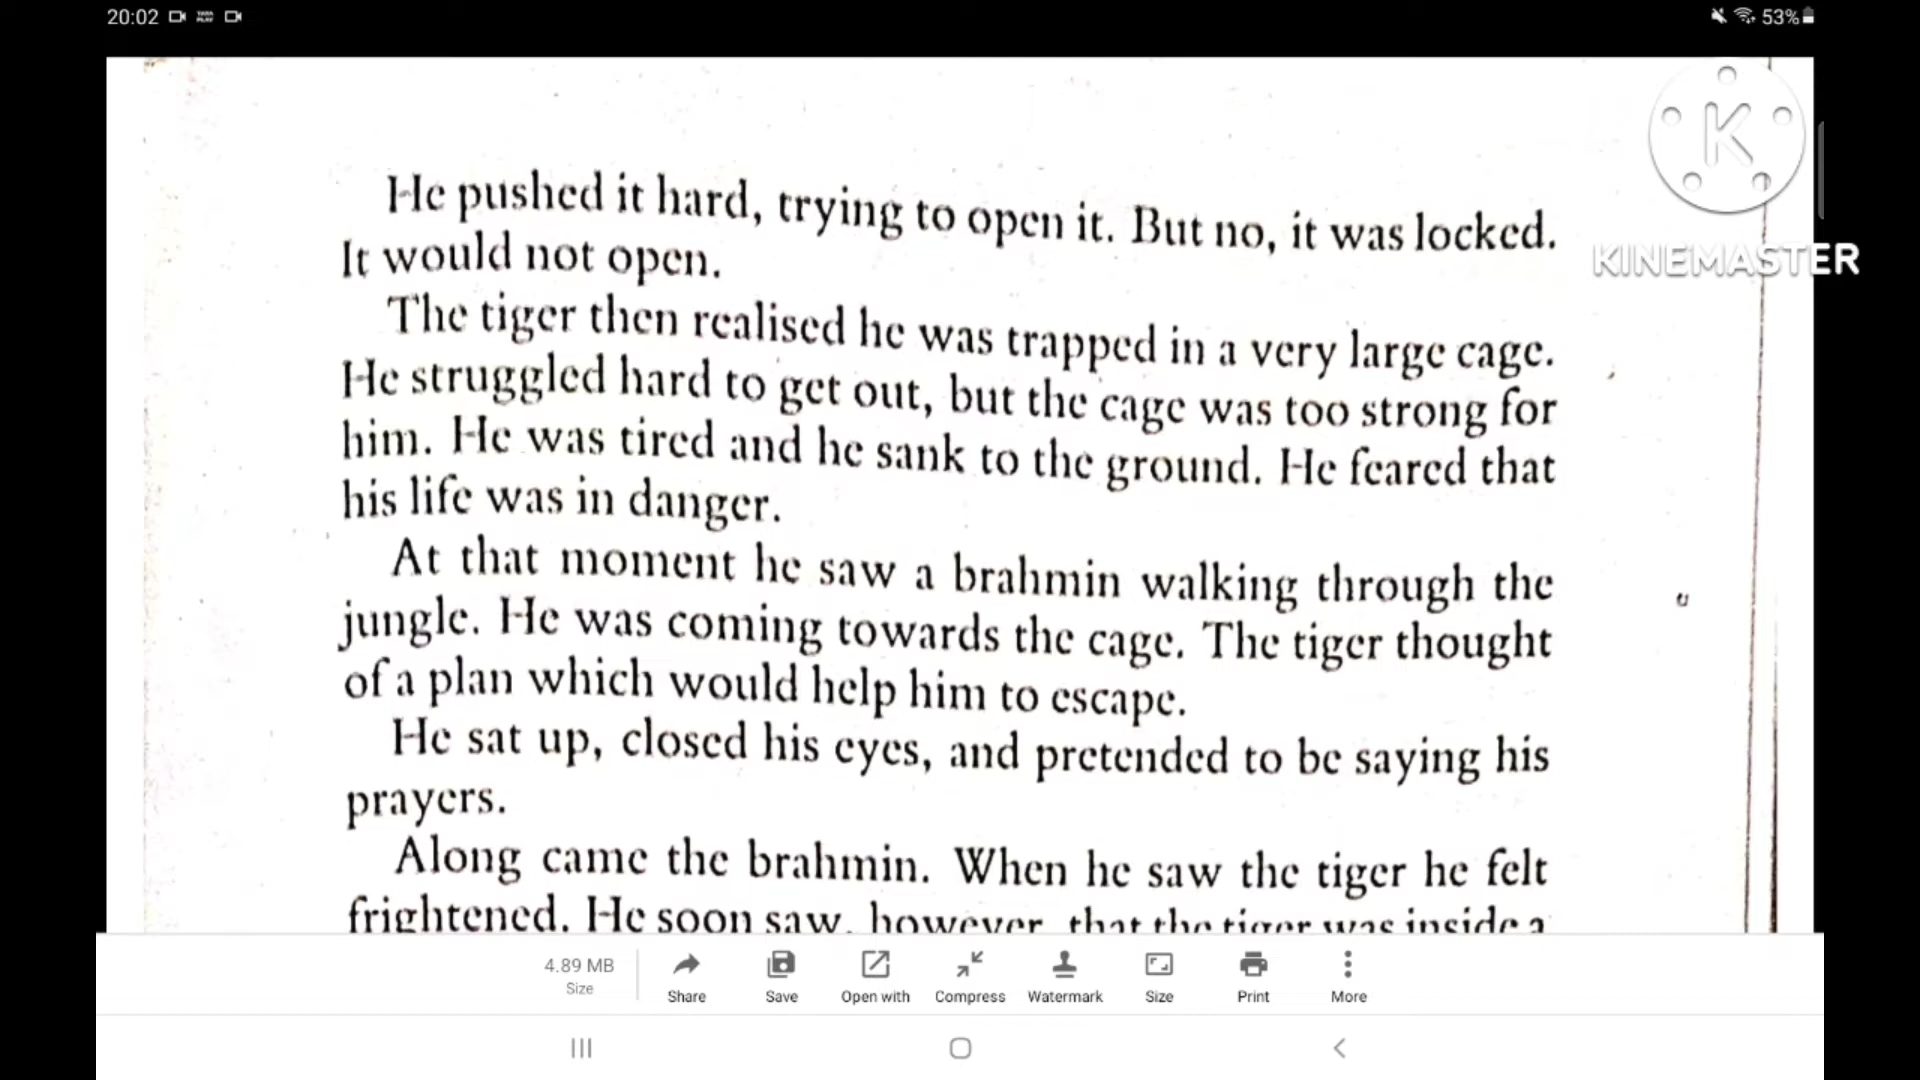 20:02 53%
KINEMASTER
He pushed it hard, trying to open it. But no, it was locked.
It would not open.
The tiger then realised he was trapped in a very large cage.
He struggled hard to get out, but the cage was too strong for
him. He was tired and he sank to the ground. He feared that
his life was in danger.
At that moment he saw a brahmin walking through the
jungle. He was coming towards the cage. The tiger thought
of a plan which would help him to escape.
He sat up, closed his eyes, and pretended to be saying his
prayers.
Along came the brahmin. When he saw the tiger he felt
frightened. He soon saw, however, that the tiger was inside a
4.89 MB
Size
Share
Save
Open with
Compress
Watermark
Size
Print
More